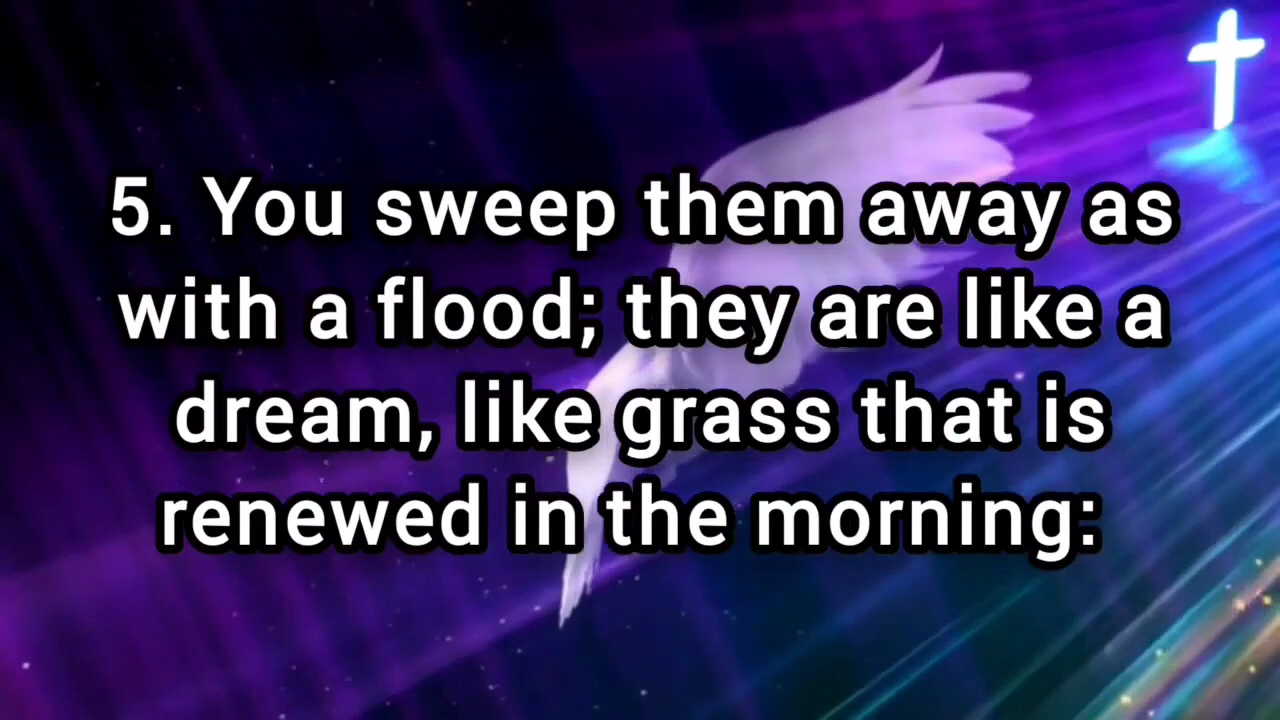 5. You sweep them away as
with a flood; they are like a
dream, like grass that is
renewed in the morning: